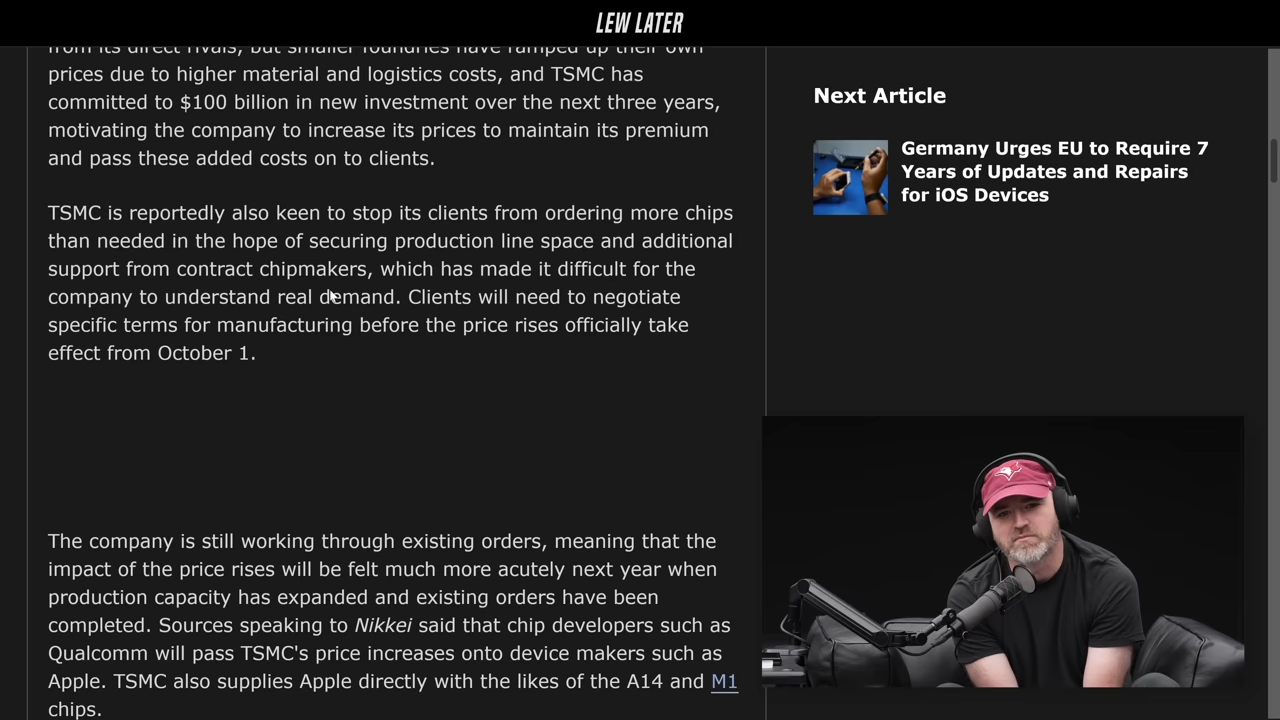 LEW LATER
from its direct rivals, but smaller foundries have ramped up their own
prices due to higher material and logistics costs, and TSMC has
committed to $100 billion in new investment over the next three years,
motivating the company to increase its prices to maintain its premium
and pass these added costs on to clients.
TSMC is reportedly also keen to stop its clients from ordering more chips
than needed in the hope of securing production line space and additional
support from contract chipmakers, which has made it difficult for the
company to understand real demand. Clients will need to negotiate
specific terms for manufacturing before the price rises officially take
effect from October 1.
The company is still working through existing orders, meaning that the
impact of the price rises will be felt much more acutely next year when
production capacity has expanded and existing orders have been
completed. Sources speaking to Nikkei said that chip developers such as
Qualcomm will pass TSMC's price increases onto device makers such as
Apple. TSMC also supplies Apple directly with the likes of the A14 and M1
chips.
Next Article
Germany Urges EU to Require 7
Years of Updates and Repairs
for iOS Devices